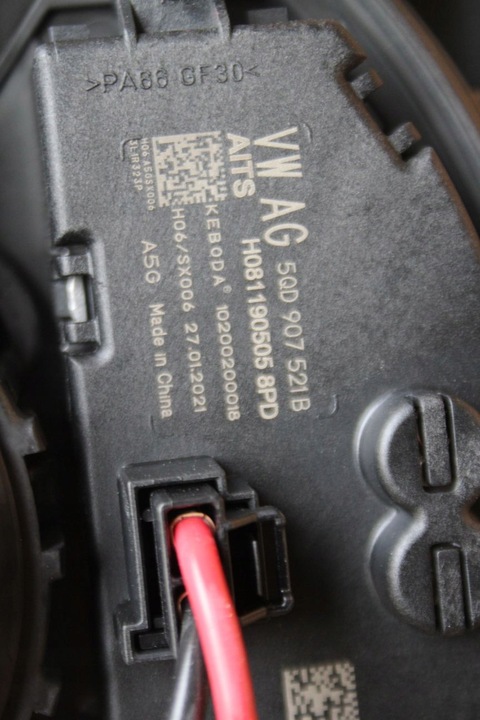 >PA66 GF30<
VW AG 5QD 907 521B
AITS H081190505 8PD
KEBODA® 10200200001B
H06/SX006 27.01.2021
A5G Made in China